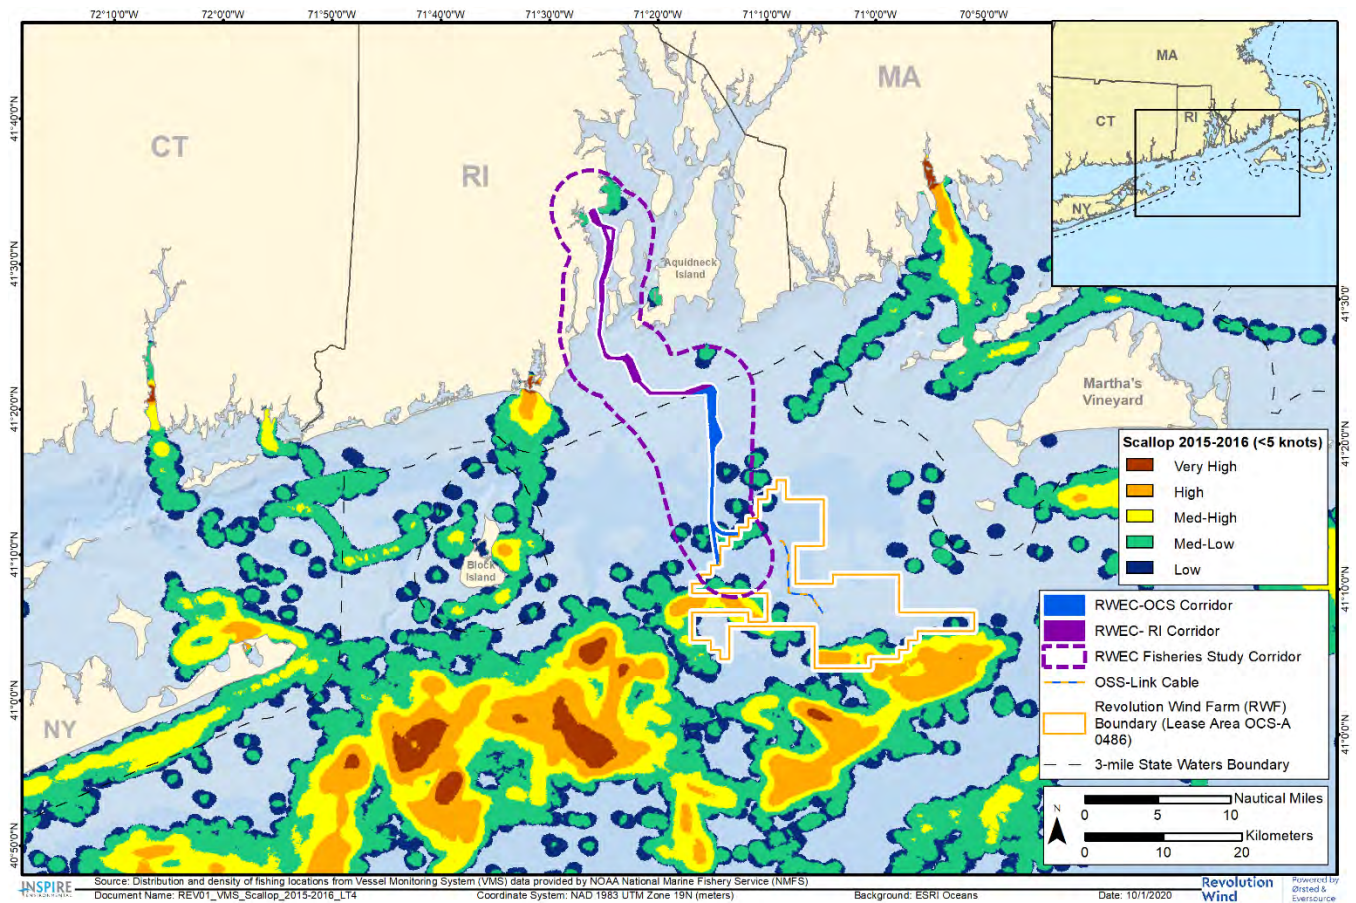 72°10'0"W
72°0'0"W
71°50'0"W
71°40'0"W
71°30'0"W
71°20'0"W
71°10'0"W
71°0'0"W
70°50'0"W
41°40'0"N
41°30'0"N
41°20'0"N
41°10'0"N
41°0'0"N
40°50'0"N
41°30'0"
41°20'0"N
41°10'0"N
41°0'0"N
CT
RI
MA
NY
Aquidneck
Island
Block
Island
Martha's
Vineyard
MA
CT
RI
NY
Scallop 2015-2016 (<5 knots)
Very High
High
Med-High
Med-Low
Low
RWEC-OCS Corridor
RWEC- RI Corridor
RWEC Fisheries Study Corridor
OSS-Link Cable
Revolution Wind Farm (RWF)
Boundary (Lease Area OCS-A
0486)
3-mile State Waters Boundary
N
Nautical Miles
0 5 10
Kilometers
0 10 20
INSPIRE
ENVIRONMENTAL
Source: Distribution and density of fishing locations from Vessel Monitoring System (VMS) data provided by NOAA National Marine Fishery Service (NMFS)
Document Name: REV01_VMS_Scallop_2015-2016_LT4
Coordinate System: NAD 1983 UTM Zone 19N (meters)
Background: ESRI Oceans
Date: 10/1/2020
Revolution
Wind
Powered by
Ørsted &
Eversource